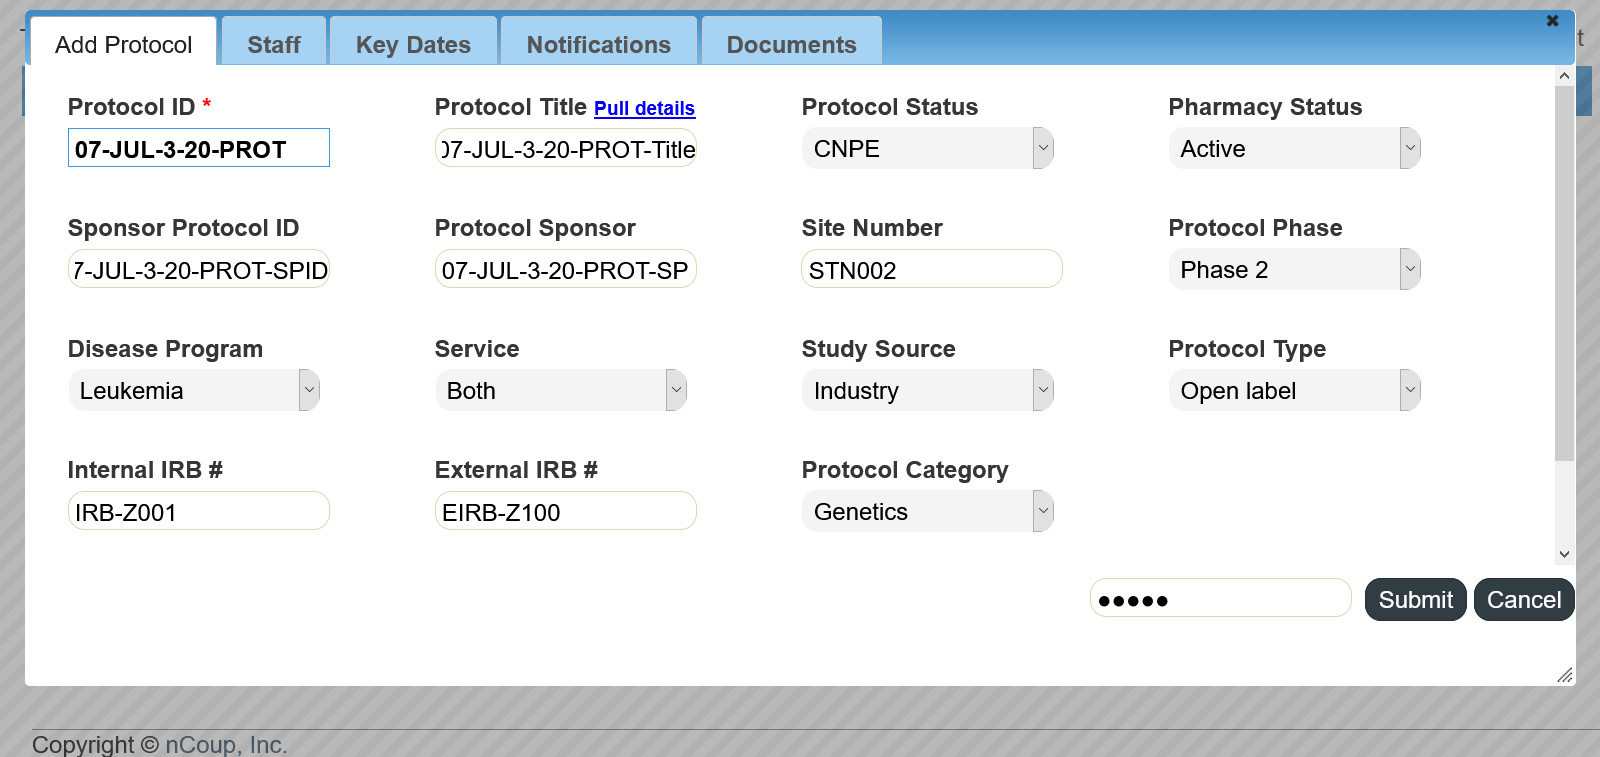 Add Protocol Staff Key Dates Notifications Documents
Protocol ID * Protocol Title Pull details Protocol Status Pharmacy Status
07-JUL-3-20-PROT 07-JUL-3-20-PROT-Title CNPE Active
Sponsor Protocol ID Protocol Sponsor Site Number Protocol Phase
7-JUL-3-20-PROT-SPID 07-JUL-3-20-PROT-SP STN002 Phase 2
Disease Program Service Study Source Protocol Type
Leukemia Both Industry Open label
Internal IRB # External IRB # Protocol Category
IRB-Z001 EIRB-Z100 Genetics
●●●●● Submit Cancel
Copyright © nCoup, Inc.